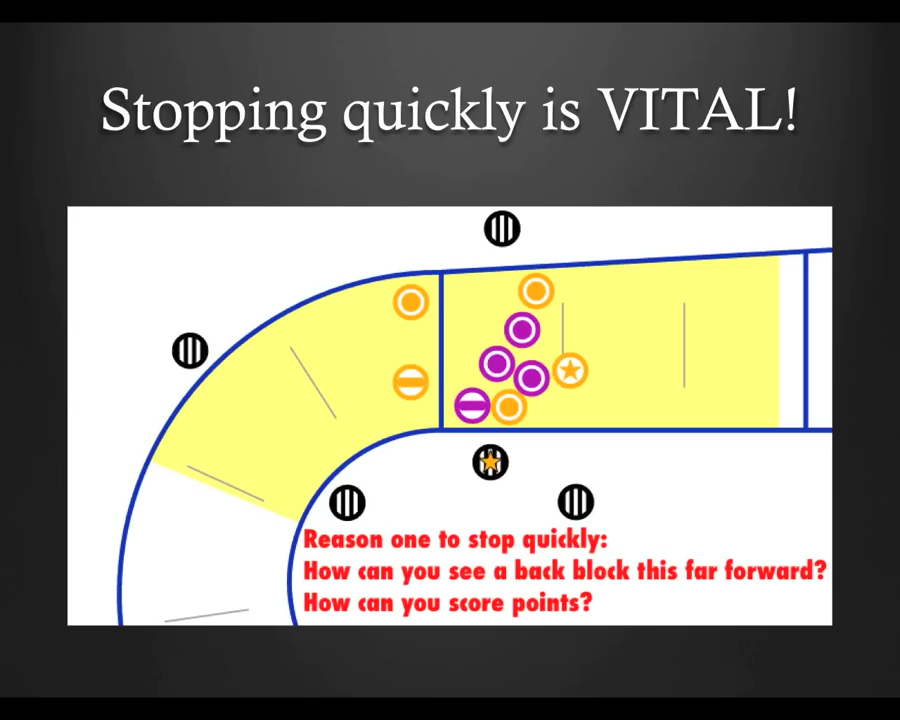 Stopping quickly is VITAL!
Reason one to stop quickly:
How can you see a back block this far forward?
How can you score points?